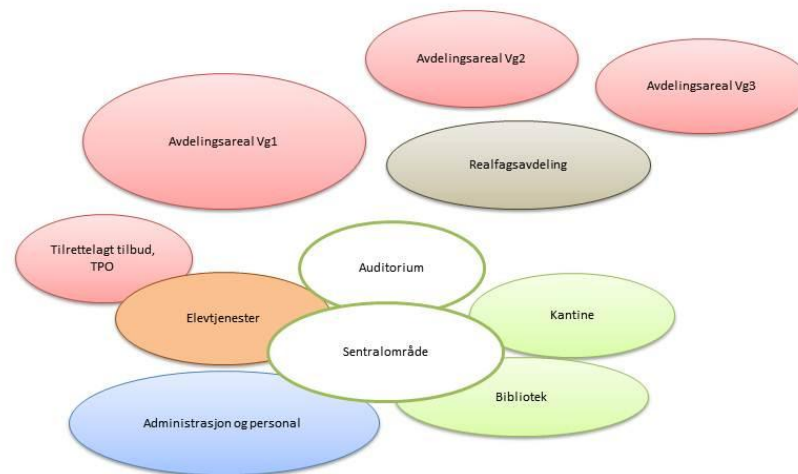 Avdelingsareal Vg2
Avdelingsareal Vg3
Avdelingsareal Vg1
Realfagsavdeling
Tilrettelagt tilbud,
TPO
Auditorium
Elevtjenester
Kantine
Sentralområde
Bibliotek
Administrasjon og personal